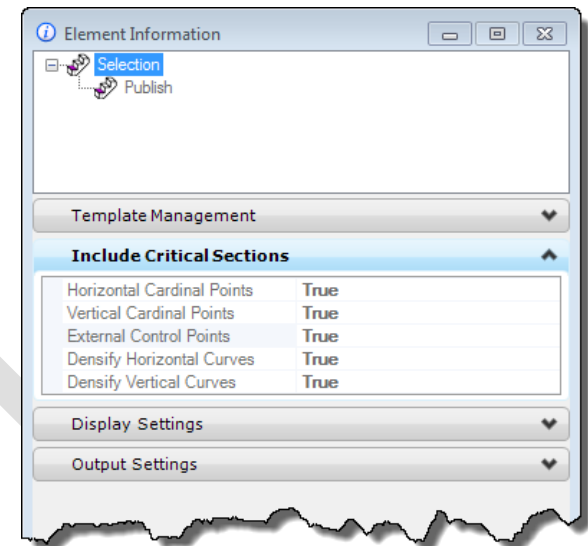 Element Information
Selection
Publish
Template Management
Include Critical Sections
Horizontal Cardinal Points True
Vertical Cardinal Points True
External Control Points True
Densify Horizontal Curves True
Densify Vertical Curves True
Display Settings
Output Settings